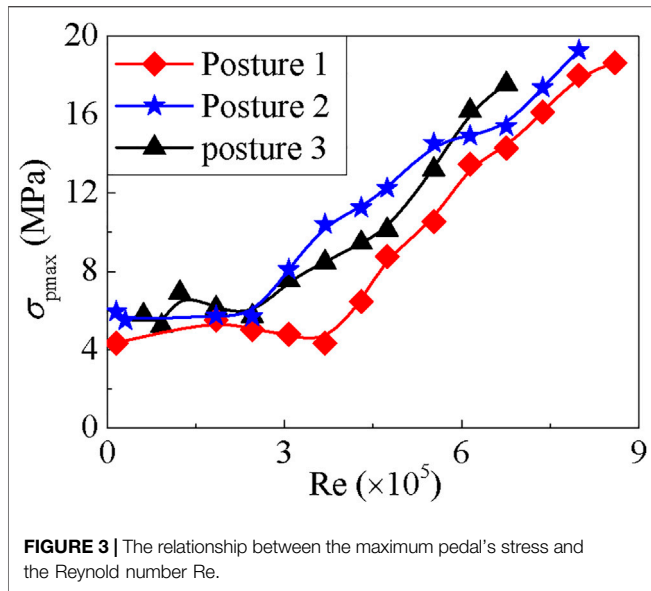 20
16
12
8
4
0
σpmax (MPa)
Posture 1
Posture 2
posture 3
0
3
6
9
Re (×10⁵)
FIGURE 3 | The relationship between the maximum pedal's stress and
the Reynold number Re.